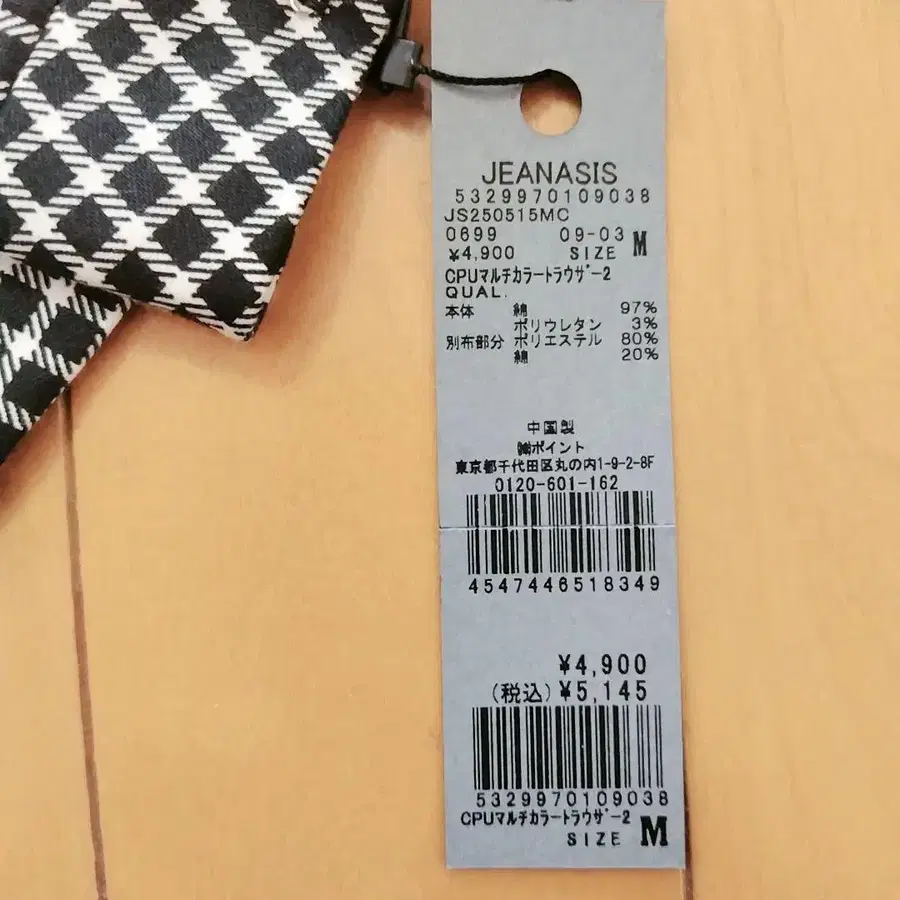 JEANASIS
5329970109038
JS250515MC
0699 09-03
¥4,900 SIZE M
CPUマルチカラートラウザー2
QUAL.
本体 綿 97%
ポリウレタン 3%
別布部分 ポリエステル 80%
綿 20%
中国製
㈱ポイント
東京都千代田区丸の内1-9-2-8F
0120-601-162
4547446518349
¥4,900
(税込)¥5,145
5329970109038
CPUマルチカラートラウザー2
SIZE M